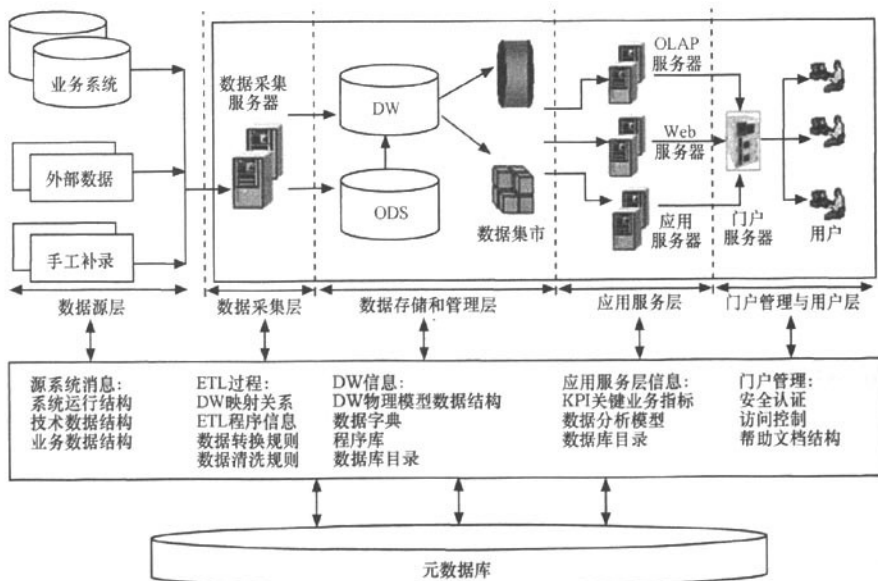 业务系统
外部数据
手工补录
数据采集
服务器
DW
ODS
数据集市
OLAP
服务器
Web
服务器
应用
服务器
门户
服务器
用户
数据源层
数据采集层
数据存储和管理层
应用服务层
门户管理与用户层
源系统消息:
系统运行结构
技术数据结构
业务数据结构
ETL过程:
DW映射关系
ETL程序信息
数据转换规则
数据清洗规则
DW信息:
DW物理模型数据结构
数据字典
程序库
数据库目录
应用服务层信息:
KPI关键业务指标
数据分析模型
数据库目录
门户管理:
安全认证
访问控制
帮助文档结构
元数据库